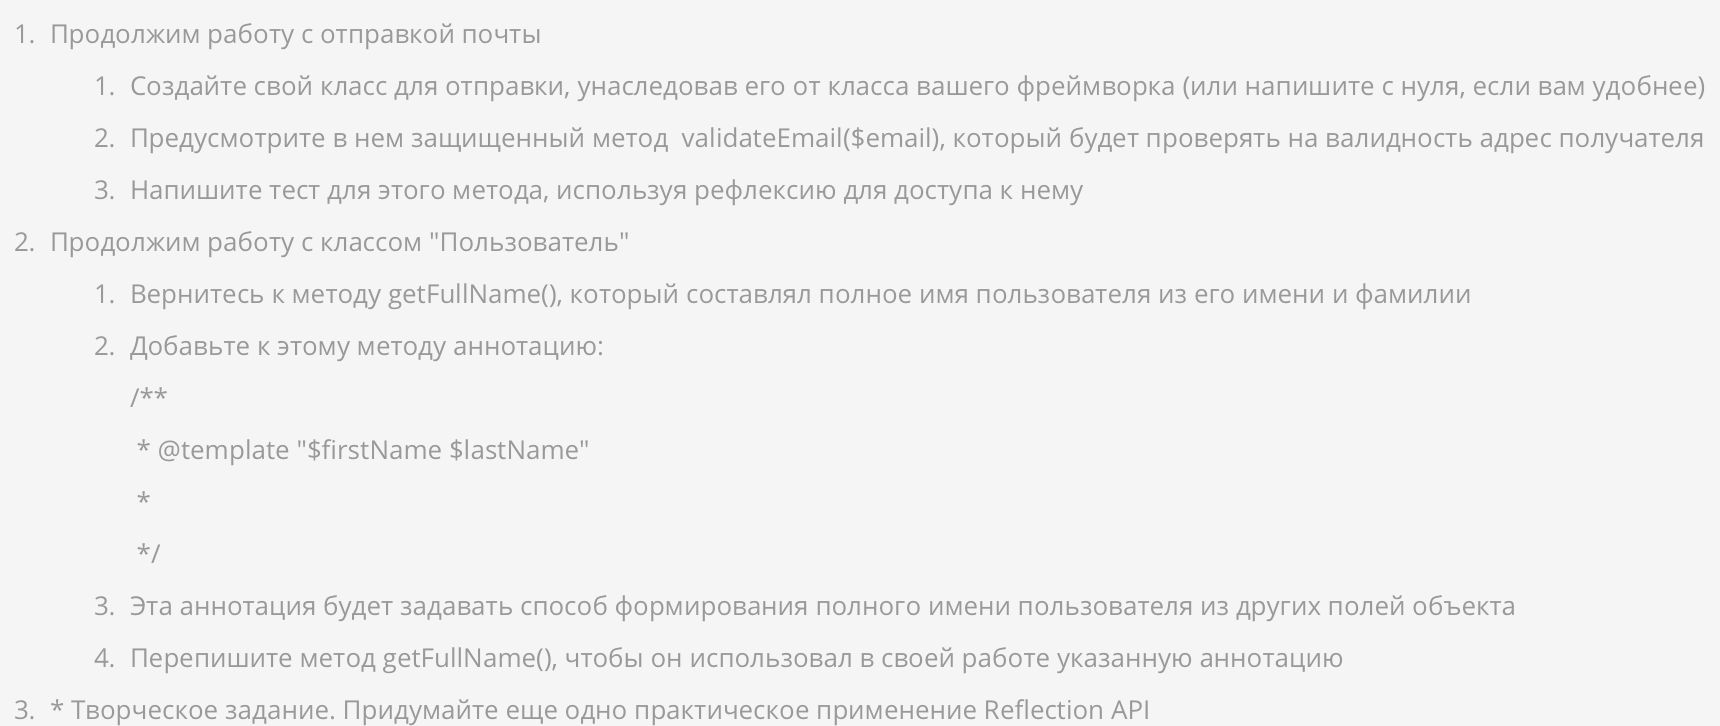 1. Продолжим работу с отправкой почты
1. Создайте свой класс для отправки, унаследовав его от класса вашего фреймворка (или напишите с нуля, если вам удобнее)
2. Предусмотрите в нем защищенный метод  validateEmail($email), который будет проверять на валидность адрес получателя
3. Напишите тест для этого метода, используя рефлексию для доступа к нему
2. Продолжим работу с классом "Пользователь"
1. Вернитесь к методу getFullName(), который составлял полное имя пользователя из его имени и фамилии
2. Добавьте к этому методу аннотацию:
/**
* @template "$firstName $lastName"
*
*/
3. Эта аннотация будет задавать способ формирования полного имени пользователя из других полей объекта
4. Перепишите метод getFullName(), чтобы он использовал в своей работе указанную аннотацию
3. * Творческое задание. Придумайте еще одно практическое применение Reflection API